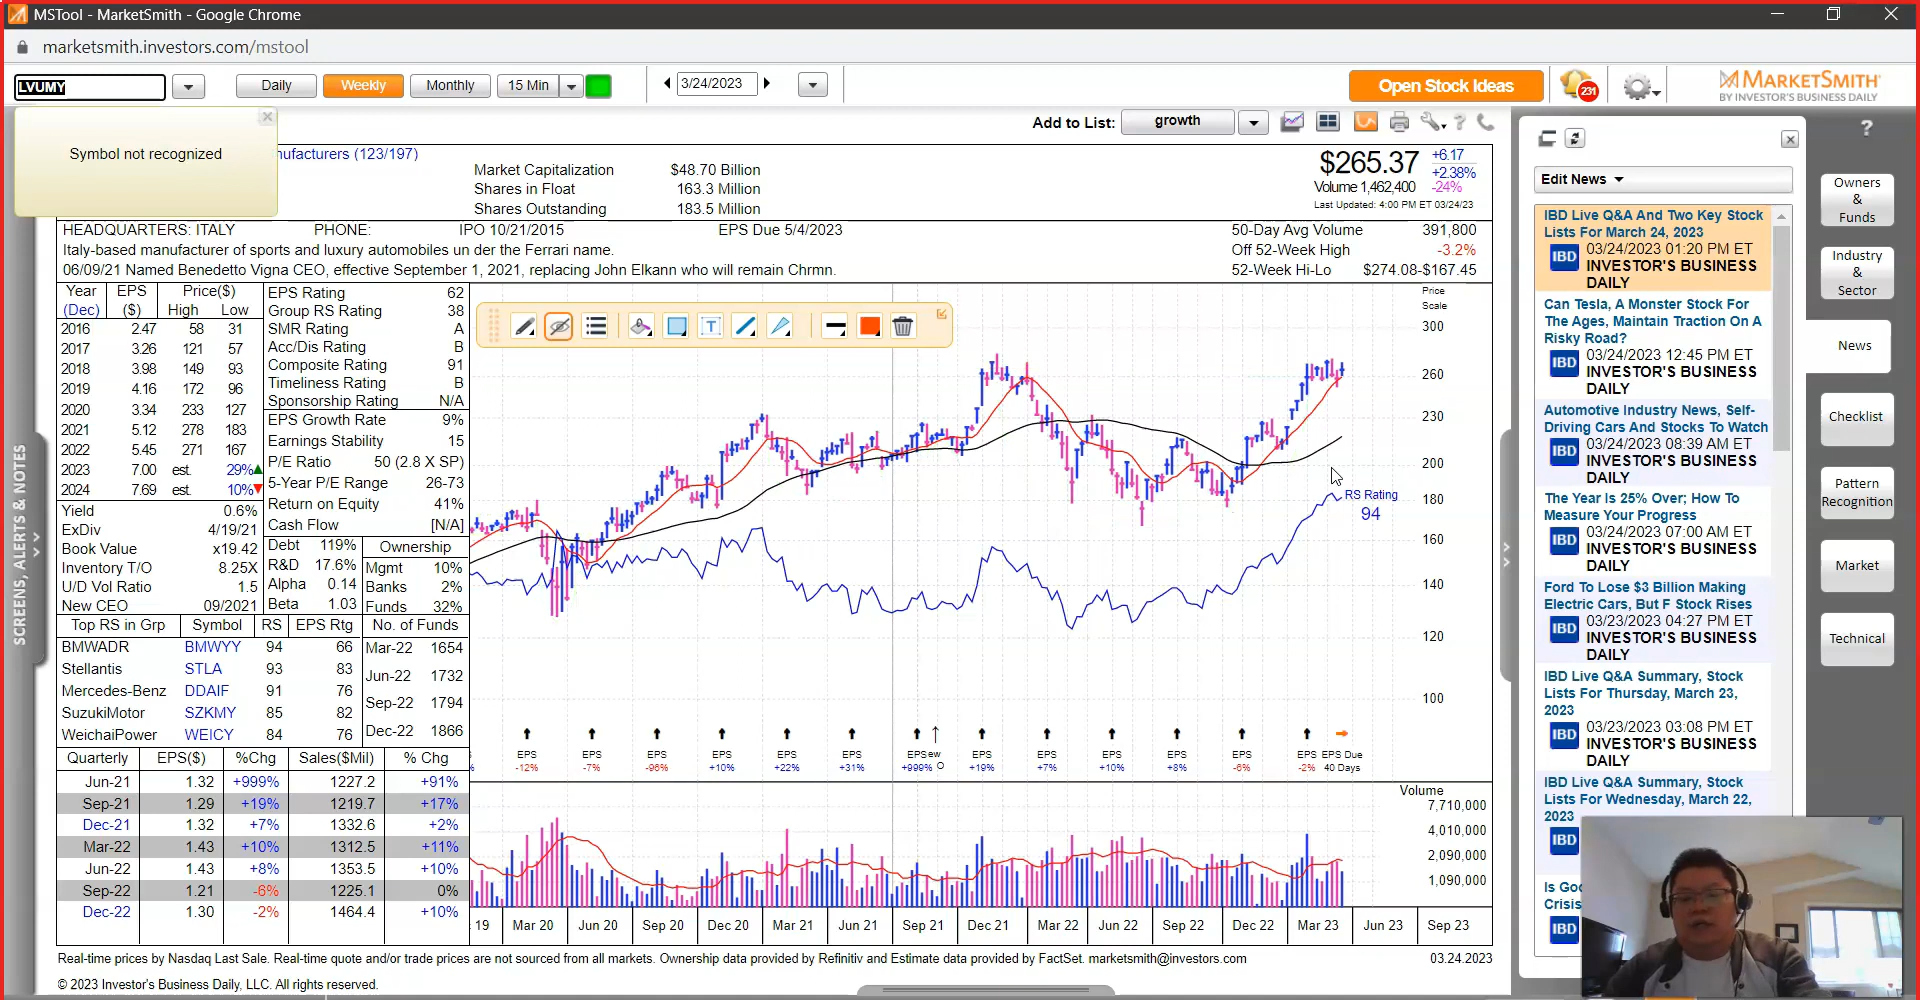 MSTool - MarketSmith - Google Chrome
marketsmith.investors.com/mstool
LVUMY
Daily
Weekly
Monthly
15 Min
3/24/2023
Open Stock Ideas
231
MARKETSMITH
BY INVESTOR'S BUSINESS DAILY
Symbol not recognized
nufacturers (123/197)
Add to List:
growth
Market Capitalization $48.70 Billion
Shares in Float 163.3 Million
Shares Outstanding 183.5 Million
$265.37 +6.17
+2.38%
Volume 1,462,400 -24%
Last Updated: 4:00 PM ET 03/24/23
HEADQUARTERS: ITALY PHONE: IPO 10/21/2015 EPS Due 5/4/2023
Italy-based manufacturer of sports and luxury automobiles un der the Ferrari name.
06/09/21 Named Benedetto Vigna CEO, effective September 1, 2021, replacing John Elkann who will remain Chrmn.
50-Day Avg Volume 391,800
Off 52-Week High -3.2%
52-Week Hi-Lo $274.08-$167.45
Year EPS Price($)
(Dec) ($) High Low
2016 2.47 58 31
2017 3.26 121 57
2018 3.98 149 93
2019 4.16 172 96
2020 3.34 233 127
2021 5.12 278 183
2022 5.45 271 167
2023 7.00 est. 29%
2024 7.69 est. 10%
Yield 0.6%
ExDiv 4/19/21
Book Value x19.42
Inventory T/O 8.25X
U/D Vol Ratio 1.5
New CEO 09/2021
EPS Rating 62
Group RS Rating 38
SMR Rating A
Acc/Dis Rating B
Composite Rating 91
Timeliness Rating B
Sponsorship Rating N/A
EPS Growth Rate 9%
Earnings Stability 15
P/E Ratio 50 (2.8 X SP)
5-Year P/E Range 26-73
Return on Equity 41%
Cash Flow [N/A]
Debt 119%
R&D 17.6%
Alpha 0.14
Beta 1.03
Ownership
Mgmt 10%
Banks 2%
Funds 32%
Top RS in Grp Symbol RS EPS Rtg
BMWADR BMWYY 94 66
Stellantis STLA 93 83
Mercedes-Benz DDAIF 91 76
SuzukiMotor SZKMY 85 82
WeichaiPower WEICY 84 76
No. of Funds
Mar-22 1654
Jun-22 1732
Sep-22 1794
Dec-22 1866
Quarterly EPS($) %Chg Sales($Mil) % Chg
Jun-21 1.32 +999% 1227.2 +91%
Sep-21 1.29 +19% 1219.7 +17%
Dec-21 1.32 +7% 1332.6 +2%
Mar-22 1.43 +10% 1312.5 +11%
Jun-22 1.43 +8% 1353.5 +10%
Sep-22 1.21 -6% 1225.1 0%
Dec-22 1.30 -2% 1464.4 +10%
T
Price
Scale
300
260
230
200
180
160
140
120
100
RS Rating
94
EPS EPS EPS EPS EPS EPS EPSew EPS EPS EPS EPS EPS EPS EPS Due
% -12% -7% -96% +10% +22% +31% +999% O +19% +7% +10% +8% -6% -2% 40 Days
Volume
7,710,000
4,010,000
2,090,000
1,090,000
19 Mar 20 Jun 20 Sep 20 Dec 20 Mar 21 Jun 21 Sep 21 Dec 21 Mar 22 Jun 22 Sep 22 Dec 22 Mar 23 Jun 23 Sep 23
Real-time prices by Nasdaq Last Sale. Real-time quote and/or trade prices are not sourced from all markets. Ownership data provided by Refinitiv and Estimate data provided by FactSet. marketsmith@investors.com
03.24.2023
© 2023 Investor's Business Daily, LLC. All rights reserved.
SCREENS, ALERTS & NOTES
Edit News
IBD Live Q&A And Two Key Stock
Lists For March 24, 2023
IBD
03/24/2023 01:20 PM ET
INVESTOR'S BUSINESS
DAILY
Can Tesla, A Monster Stock For
The Ages, Maintain Traction On A
Risky Road?
IBD
03/24/2023 12:45 PM ET
INVESTOR'S BUSINESS
DAILY
Automotive Industry News, Self-
Driving Cars And Stocks To Watch
IBD
03/24/2023 08:39 AM ET
INVESTOR'S BUSINESS
DAILY
The Year Is 25% Over; How To
Measure Your Progress
IBD
03/24/2023 07:00 AM ET
INVESTOR'S BUSINESS
DAILY
Ford To Lose $3 Billion Making
Electric Cars, But F Stock Rises
IBD
03/23/2023 04:27 PM ET
INVESTOR'S BUSINESS
DAILY
IBD Live Q&A Summary, Stock
Lists For Thursday, March 23,
2023
IBD
03/23/2023 03:08 PM ET
INVESTOR'S BUSINESS
DAILY
IBD Live Q&A Summary, Stock
Lists For Wednesday, March 22,
2023
IBD
Is Goo
Crisis
IBD
?
Owners
&
Funds
Industry
&
Sector
News
Checklist
Pattern
Recognition
Market
Technical